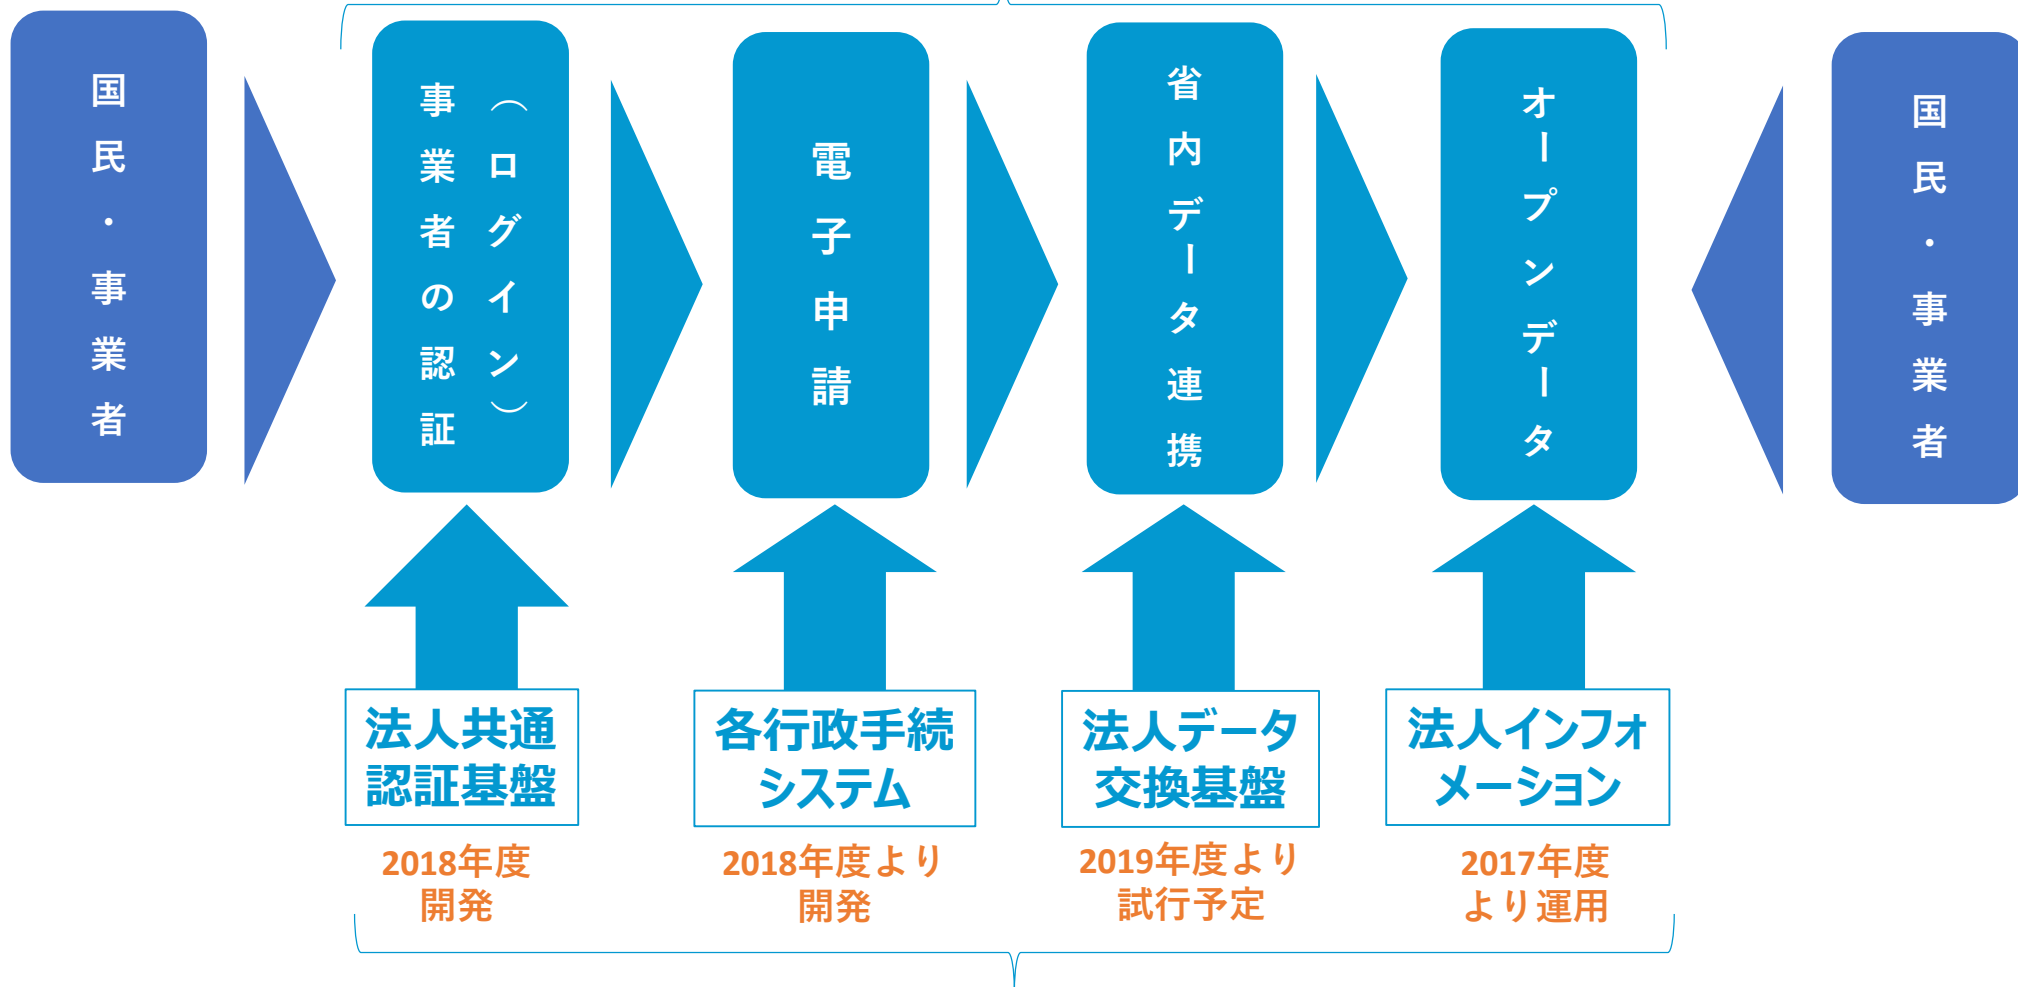 国民・事業者
事業者の認証
（ログイン）
電子申請
省内データ連携
オープンデータ
国民・事業者
法人共通
認証基盤
各行政手続
システム
法人データ
交換基盤
法人インフォ
メーション
2018年度
開発
2018年度より
開発
2019年度より
試行予定
2017年度
より運用